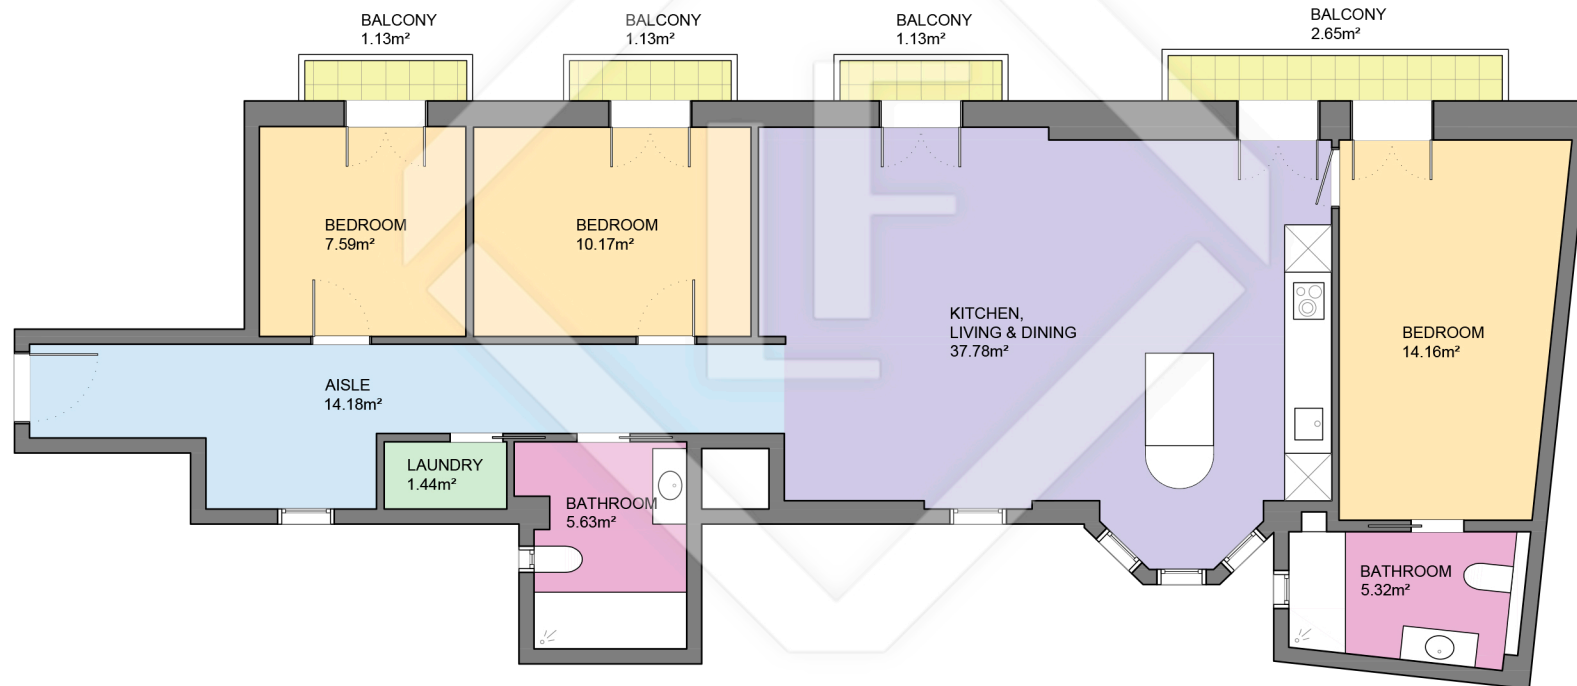 BALCONY
1.13m²
BALCONY
1.13m²
BALCONY
1.13m²
BALCONY
2.65m²
BEDROOM
7.59m²
BEDROOM
10.17m²
KITCHEN,
LIVING & DINING
37.78m²
BEDROOM
14.16m²
AISLE
14.18m²
LAUNDRY
1.44m²
BATHROOM
5.63m²
BATHROOM
5.32m²